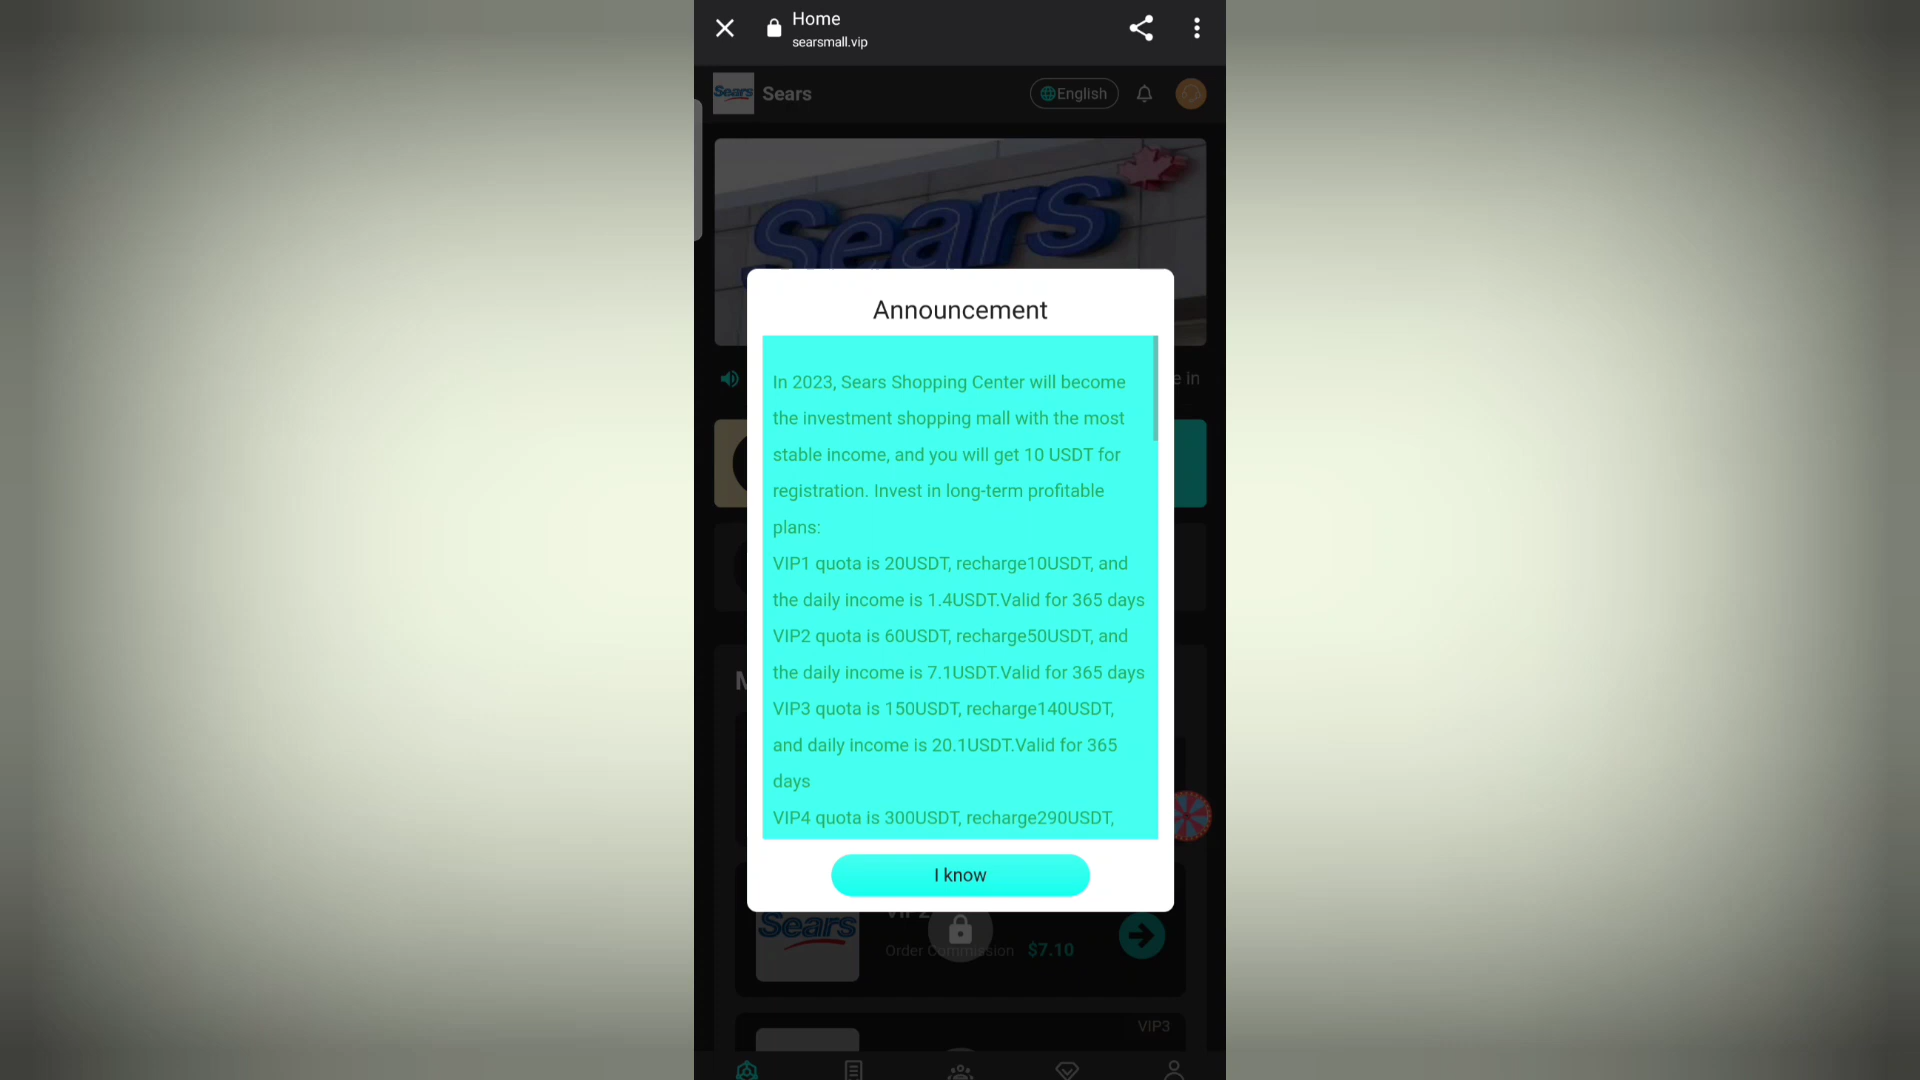 Home
searsmall.vip
Sears
Sears
English
Sears
Announcement
e in
In 2023, Sears Shopping Center will become
the investment shopping mall with the most
stable income, and you will get 10 USDT for
registration. Invest in long-term profitable
plans:
VIP1 quota is 20USDT, recharge10USDT, and
the daily income is 1.4USDT.Valid for 365 days
VIP2 quota is 60USDT, recharge50USDT, and
the daily income is 7.1USDT.Valid for 365 days
VIP3 quota is 150USDT, recharge140USDT,
and daily income is 20.1USDT.Valid for 365
days
VIP4 quota is 300USDT, recharge290USDT,
I know
Sears
VIP2
Order Commission $7.10
VIP3